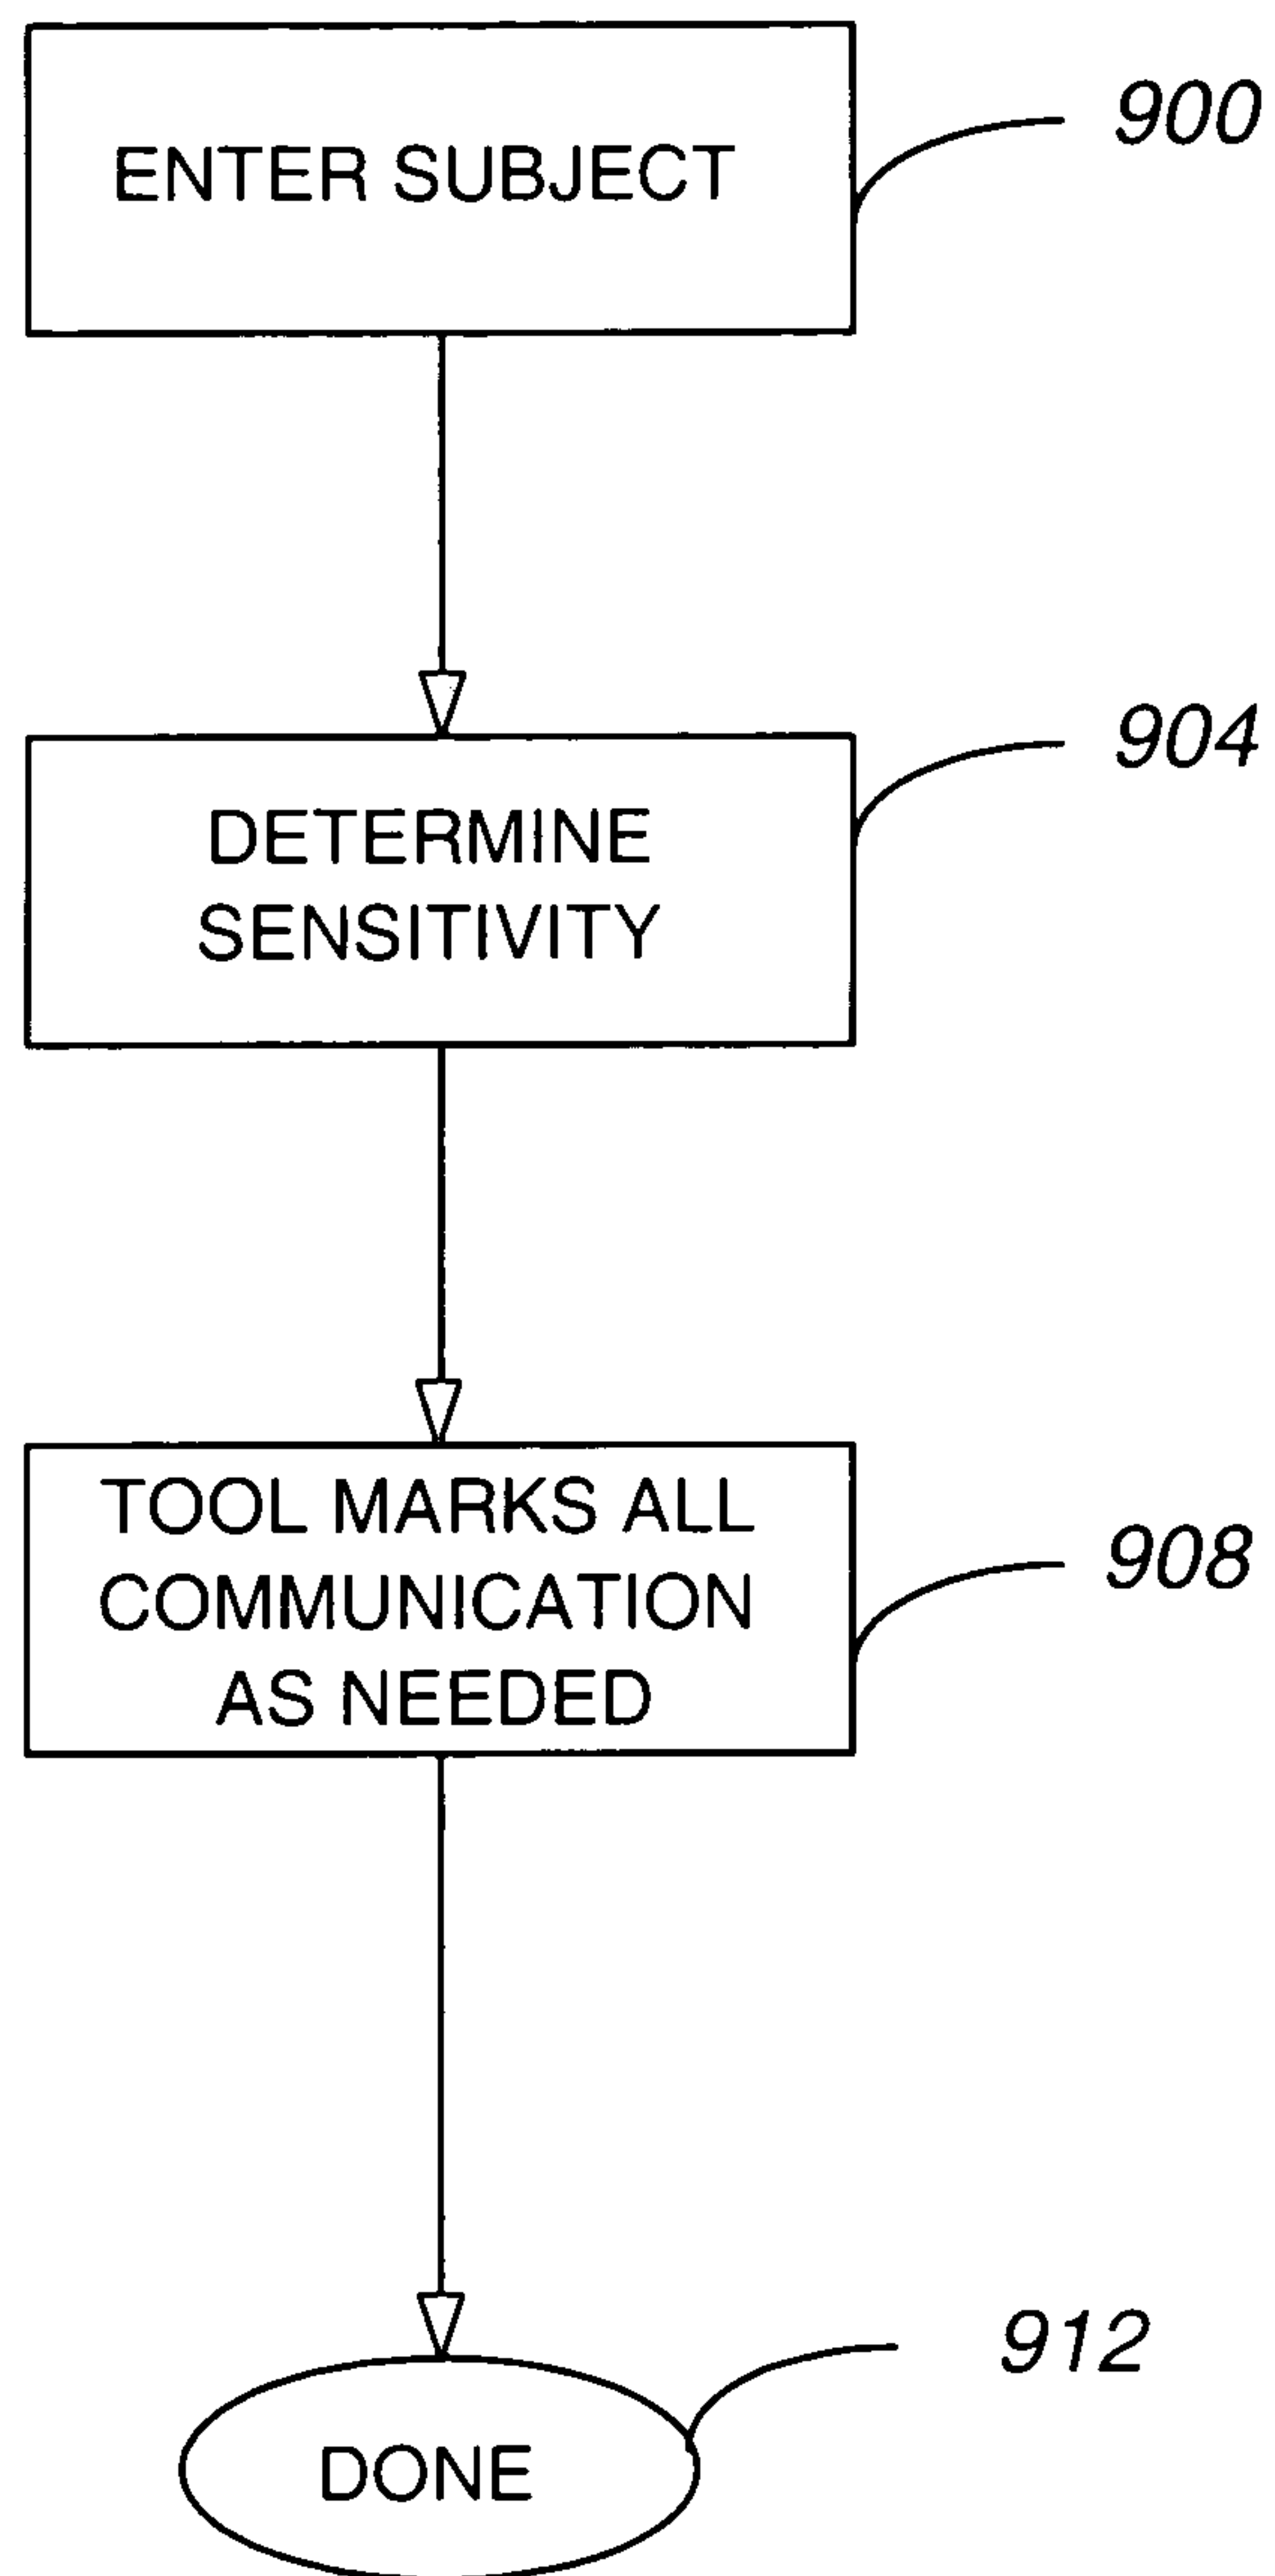 ENTER SUBJECT
900
DETERMINE
SENSITIVITY
904
TOOL MARKS ALL
COMMUNICATION
AS NEEDED
908
DONE
912